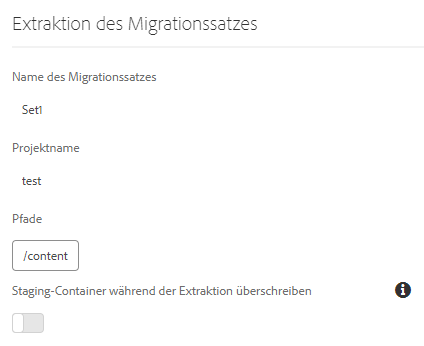 Extraktion des Migrationssatzes
Name des Migrationssatzes
Set1
Projektname
test
Pfade
/content
Staging-Container während der Extraktion überschreiben